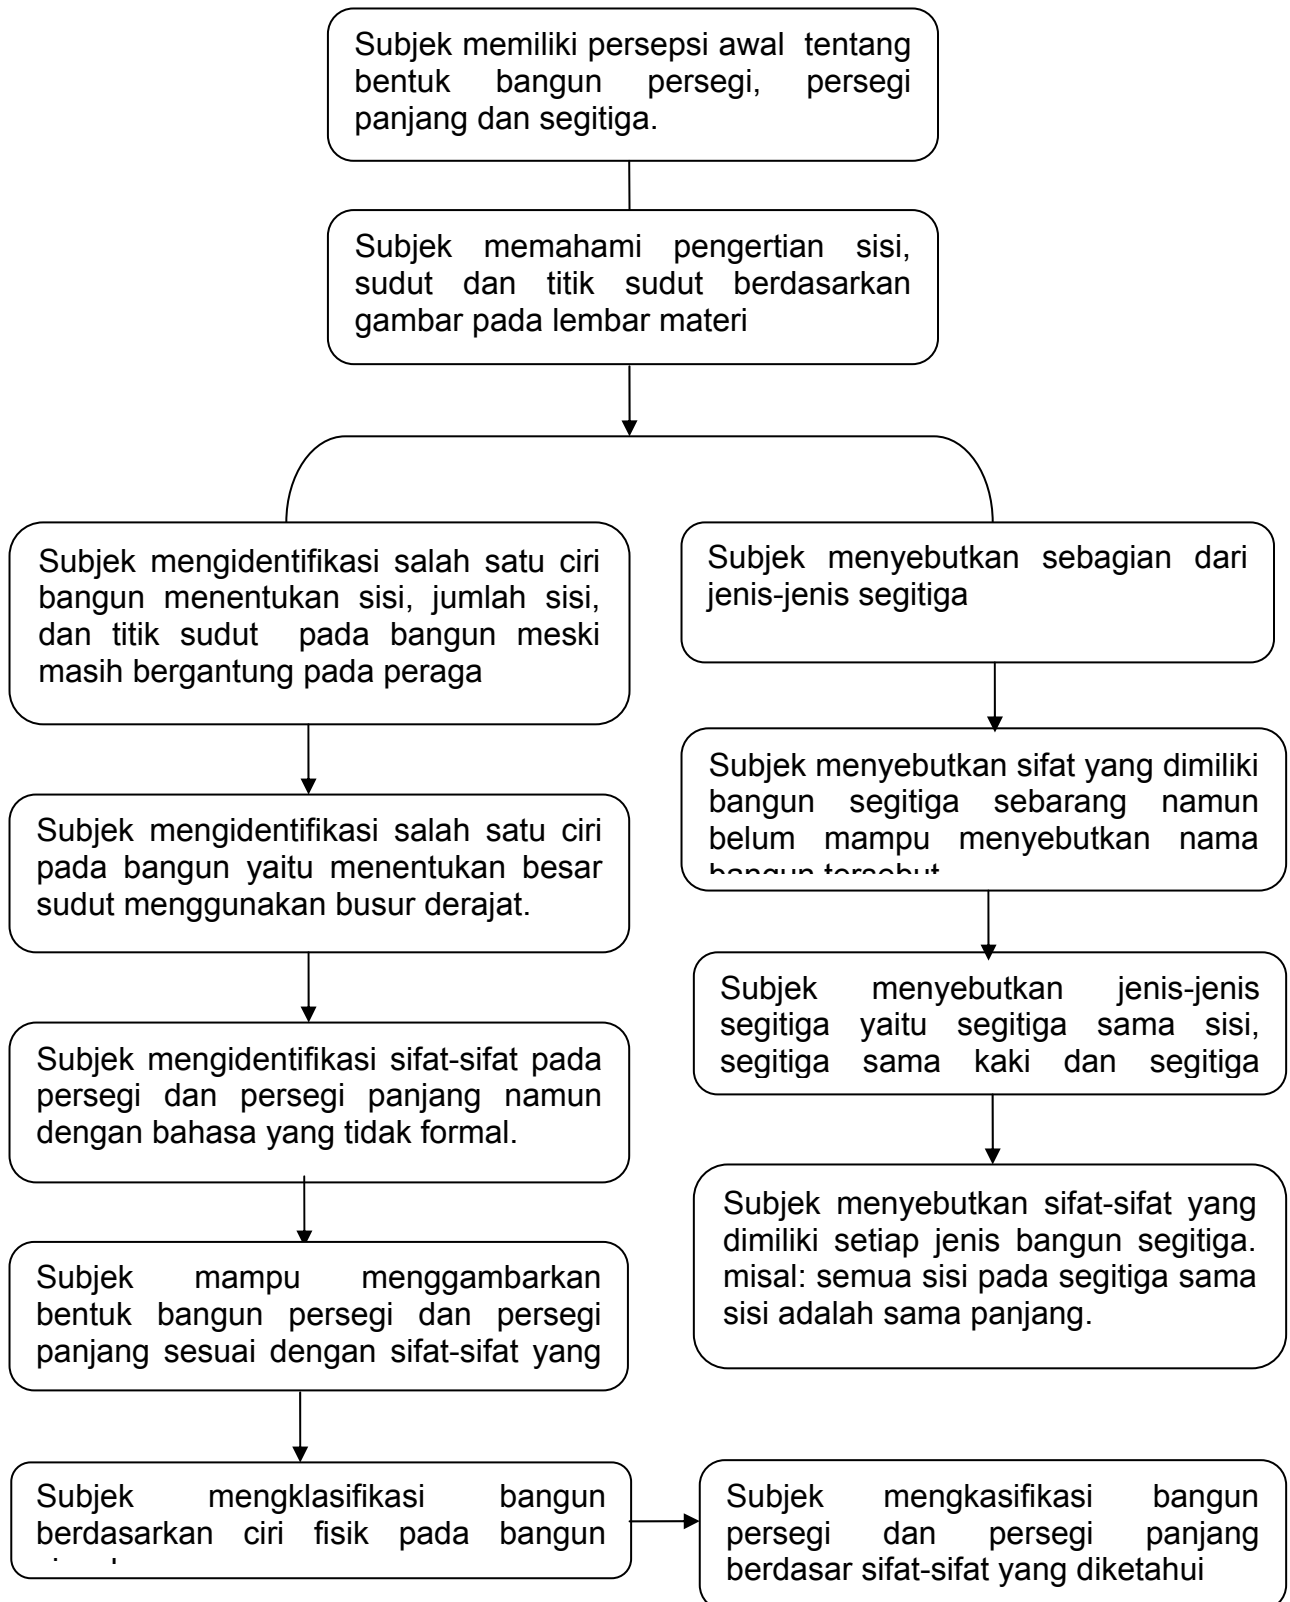 Subjek memiliki persepsi awal tentang
bentuk bangun persegi, persegi
panjang dan segitiga.
Subjek memahami pengertian sisi,
sudut dan titik sudut berdasarkan
gambar pada lembar materi
Subjek mengidentifikasi salah satu ciri
bangun menentukan sisi, jumlah sisi,
dan titik sudut pada bangun meski
masih bergantung pada peraga
Subjek mengidentifikasi salah satu ciri
pada bangun yaitu menentukan besar
sudut menggunakan busur derajat.
Subjek mengidentifikasi sifat-sifat pada
persegi dan persegi panjang namun
dengan bahasa yang tidak formal.
Subjek mampu menggambarkan
bentuk bangun persegi dan persegi
panjang sesuai dengan sifat-sifat yang
Subjek mengklasifikasi bangun
berdasarkan ciri fisik pada bangun
Subjek menyebutkan sebagian dari
jenis-jenis segitiga
Subjek menyebutkan sifat yang dimiliki
bangun segitiga sebarang namun
belum mampu menyebutkan nama
bangun tersebut
Subjek menyebutkan jenis-jenis
segitiga yaitu segitiga sama sisi,
segitiga sama kaki dan segitiga
Subjek menyebutkan sifat-sifat yang
dimiliki setiap jenis bangun segitiga.
misal: semua sisi pada segitiga sama
sisi adalah sama panjang.
Subjek mengkasifikasi bangun
persegi dan persegi panjang
berdasar sifat-sifat yang diketahui